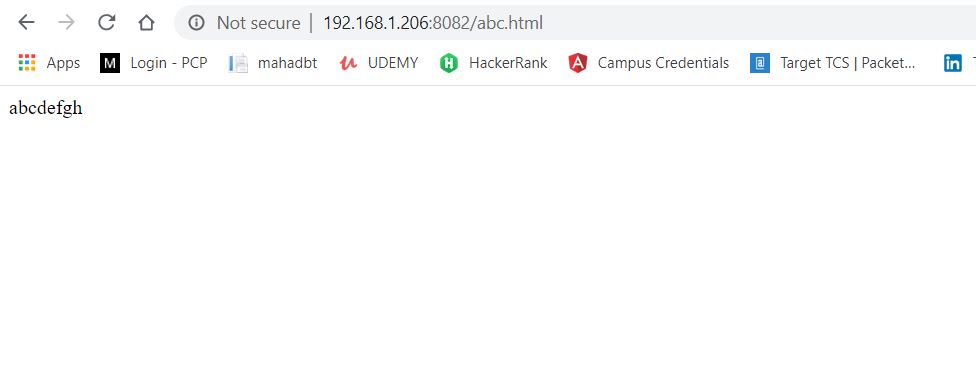 Not secure | 192.168.1.206:8082/abc.html
Apps M Login - PCP mahadbt UDEMY H HackerRank A Campus Credentials @ Target TCS | Packet... in
abcdefgh